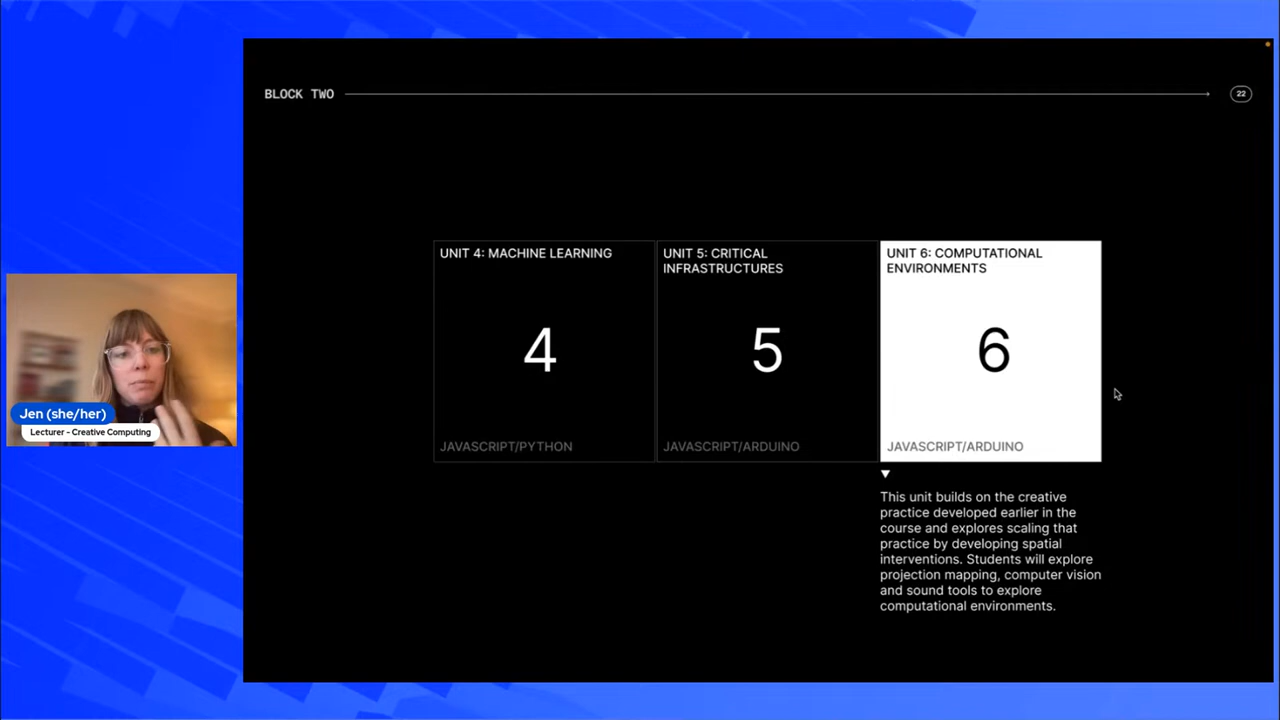 BLOCK TWO
22
UNIT 4: MACHINE LEARNING
4
JAVASCRIPT/PYTHON
UNIT 5: CRITICAL
INFRASTRUCTURES
5
JAVASCRIPT/ARDUINO
UNIT 6: COMPUTATIONAL
ENVIRONMENTS
6
JAVASCRIPT/ARDUINO
This unit builds on the creative
practice developed earlier in the
course and explores scaling that
practice by developing spatial
interventions. Students will explore
projection mapping, computer vision
and sound tools to explore
computational environments.
Jen (she/her)
Lecturer - Creative Computing